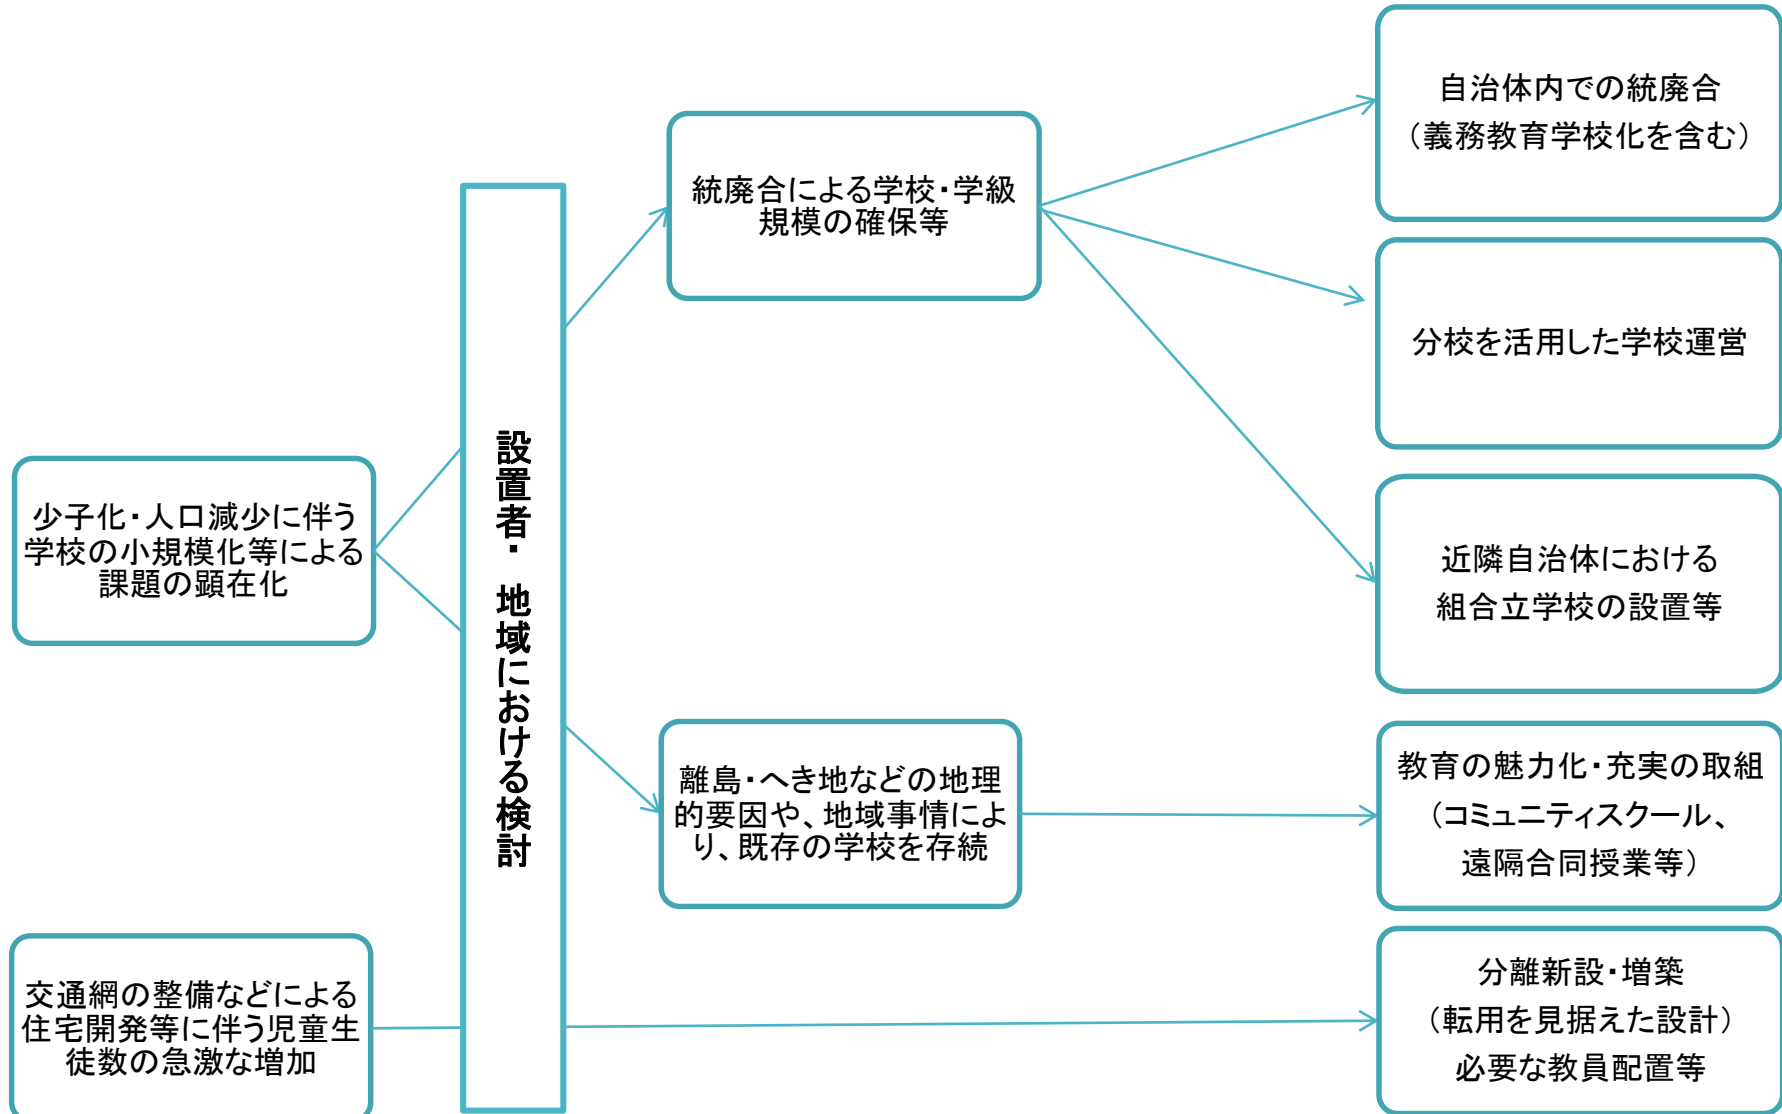 少子化・人口減少に伴う
学校の小規模化等による
課題の顕在化
交通網の整備などによる
住宅開発等に伴う児童生
徒数の急激な増加
設置者・　地域における検討
統廃合による学校・学級
規模の確保等
離島・へき地などの地理
的要因や、地域事情によ
り、既存の学校を存続
自治体内での統廃合
（義務教育学校化を含む）
分校を活用した学校運営
近隣自治体における
組合立学校の設置等
教育の魅力化・充実の取組
（コミュニティスクール、
遠隔合同授業等）
分離新設・増築
（転用を見据えた設計）
必要な教員配置等